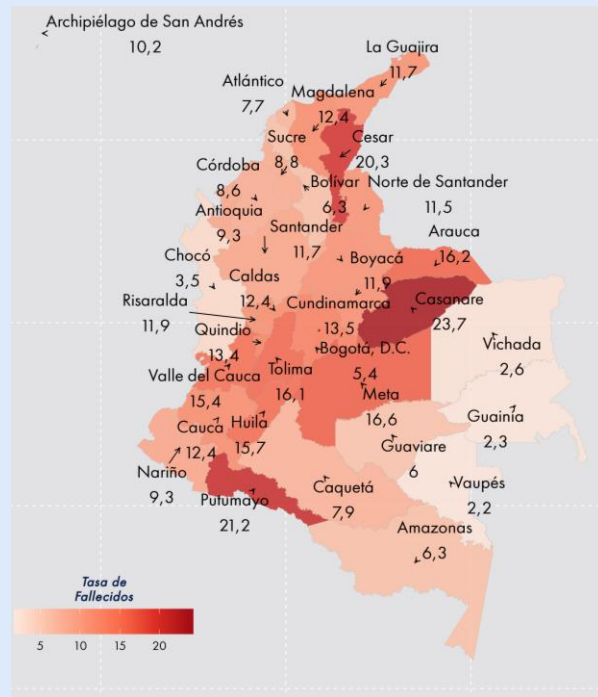 Archipiélago de San Andrés
10,2
La Guajira
11,7
Atlántico
7,7
Magdalena
12,4
Sucre
8,8
Cesar
20,3
Córdoba
8,6
Bolívar
6,3
Norte de Santander
11,5
Antioquia
9,3
Santander
11,7
Arauca
16,2
Chocó
3,5
Boyacá
11,9
Caldas
12,4
Risaralda
11,9
Cundinamarca
13,5
Casanare
23,7
Quindio
13,4
Bogotá, D.C.
5,4
Vichada
2,6
Valle del Cauca
15,4
Tolima
16,1
Meta
16,6
Guainía
2,3
Cauca
12,4
Huila
15,7
Guaviare
6
Nariño
9,3
Putumayo
21,2
Caquetá
7,9
Vaupés
2,2
Amazonas
6,3
Tasa de
Fallecidos
5 10 15 20